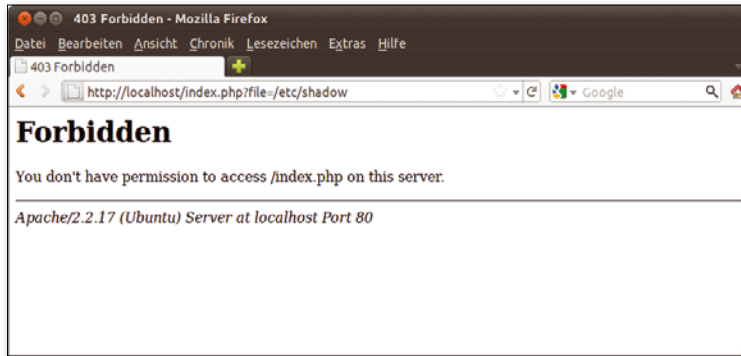 403 Forbidden - Mozilla Firefox
Datei Bearbeiten Ansicht Chronik Lesezeichen Extras Hilfe
403 Forbidden
http://localhost/index.php?file=/etc/shadow Google
Forbidden
You don't have permission to access /index.php on this server.
Apache/2.2.17 (Ubuntu) Server at localhost Port 80